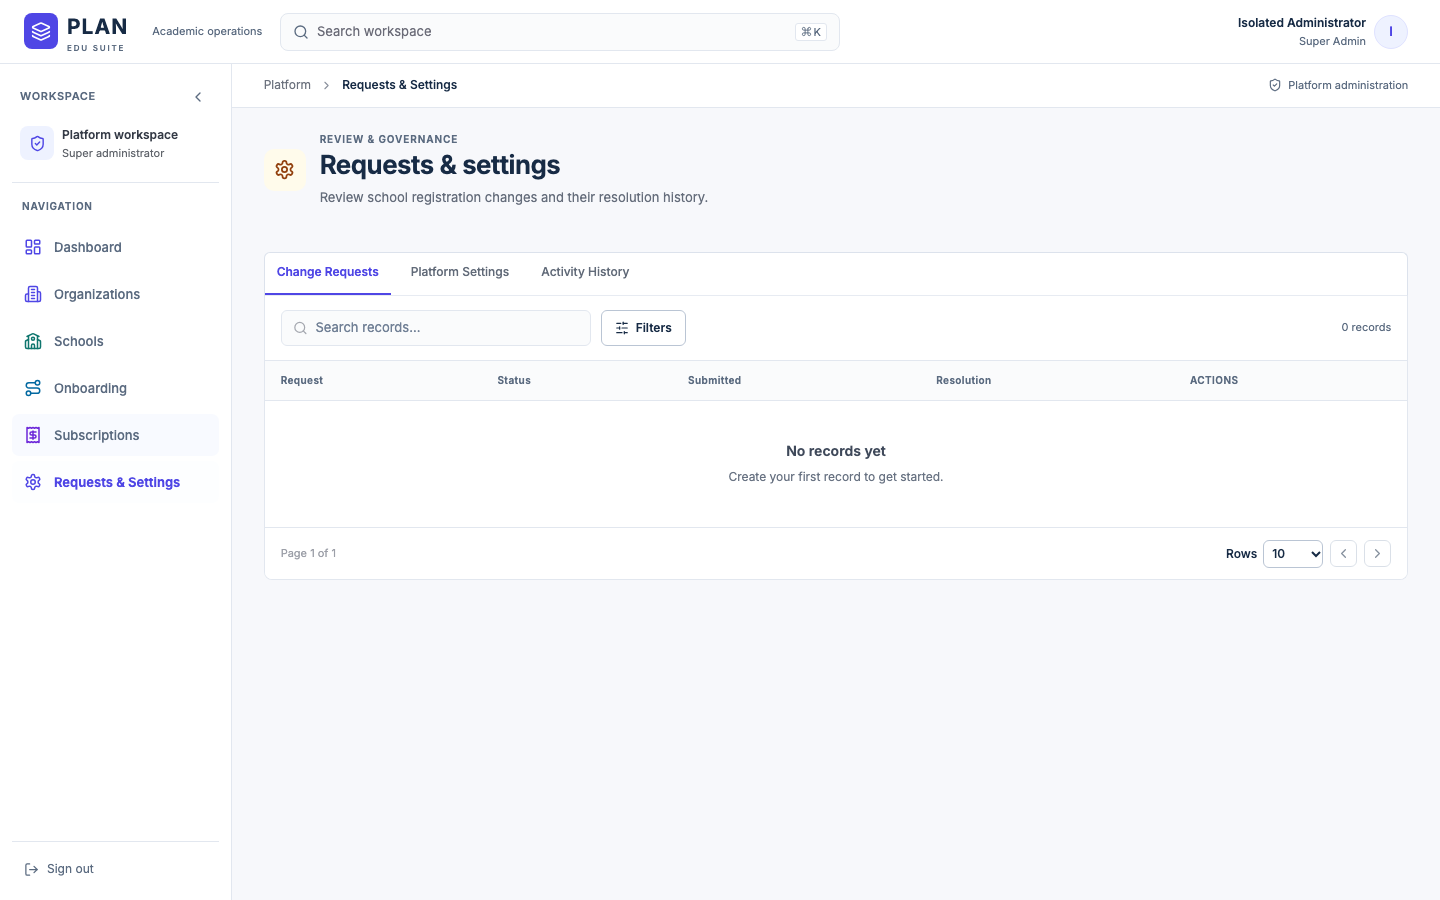 PLAN
EDU SUITE
Academic operations
Search workspace
⌘K
Isolated Administrator
Super Admin
I
WORKSPACE
Platform workspace
Super administrator
NAVIGATION
Dashboard
Organizations
Schools
Onboarding
Subscriptions
Requests & Settings
Sign out
Platform > Requests & Settings
Platform administration
REVIEW & GOVERNANCE
Requests & settings
Review school registration changes and their resolution history.
Change Requests Platform Settings Activity History
Search records...
Filters
0 records
Request Status Submitted Resolution ACTIONS
No records yet
Create your first record to get started.
Page 1 of 1
Rows 10